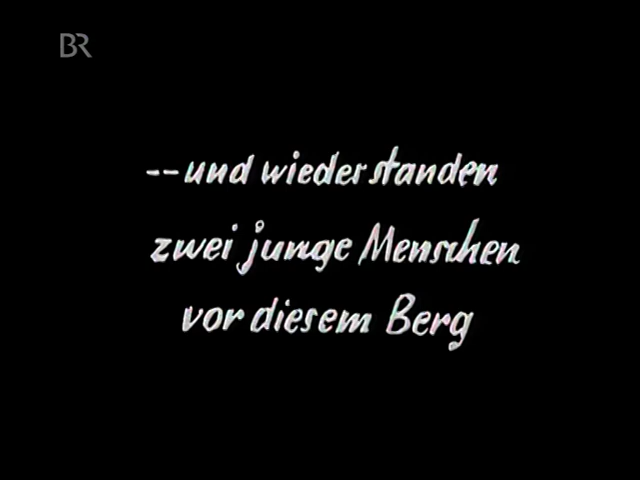 BR
--und wieder standen
zwei junge Menschen
vor diesem Berg